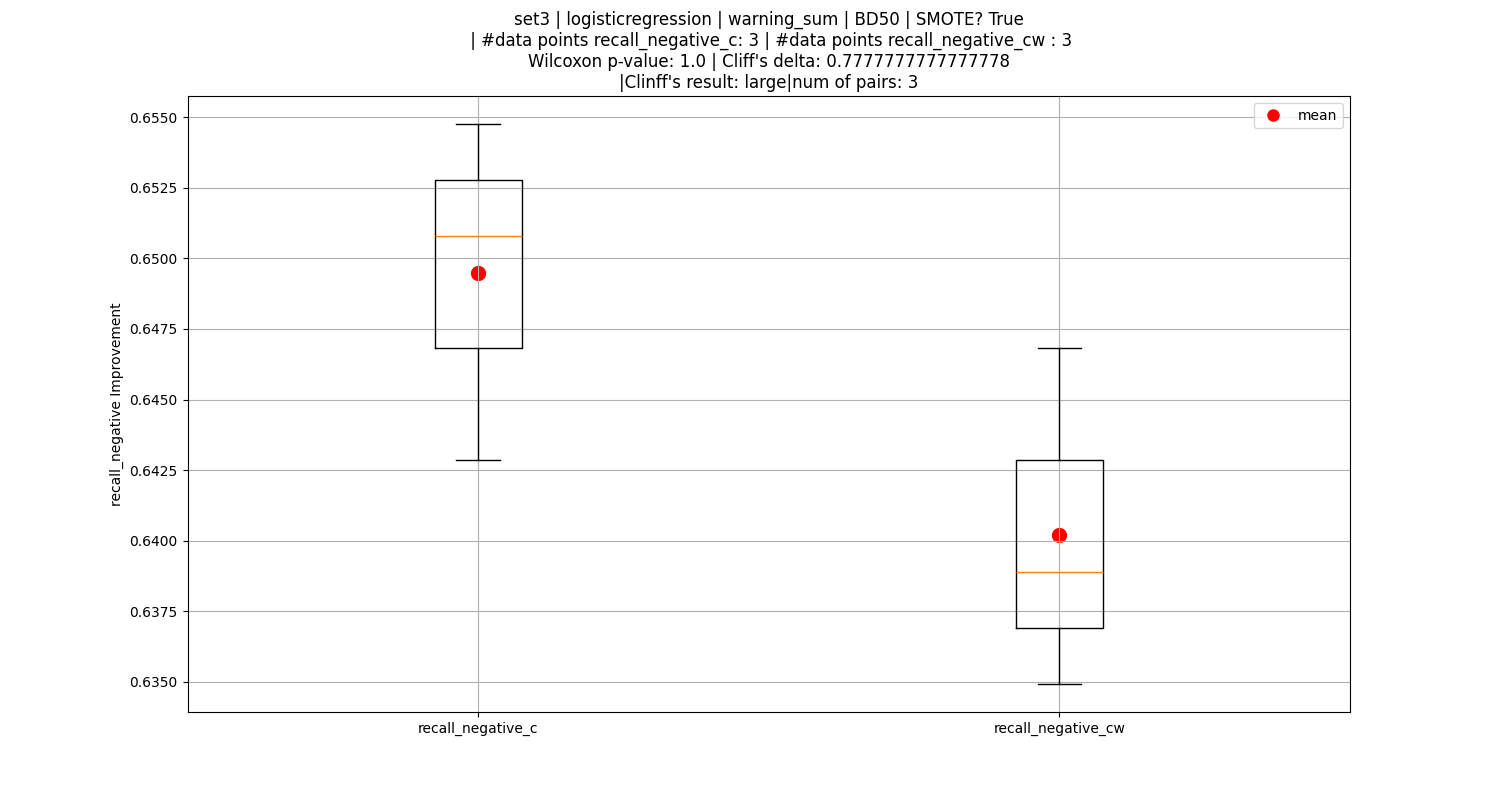 set3 | logisticregression | warning_sum | BD50 | SMOTE? True
| #data points recall_negative_c: 3 | #data points recall_negative_cw : 3
Wilcoxon p-value: 1.0 | Cliff's delta: 0.7777777777777778
|Clinff's result: large|num of pairs: 3
mean
0.6550
0.6525
0.6500
0.6475
0.6450
0.6425
0.6400
0.6375
0.6350
recall_negative Improvement
recall_negative_c
recall_negative_cw